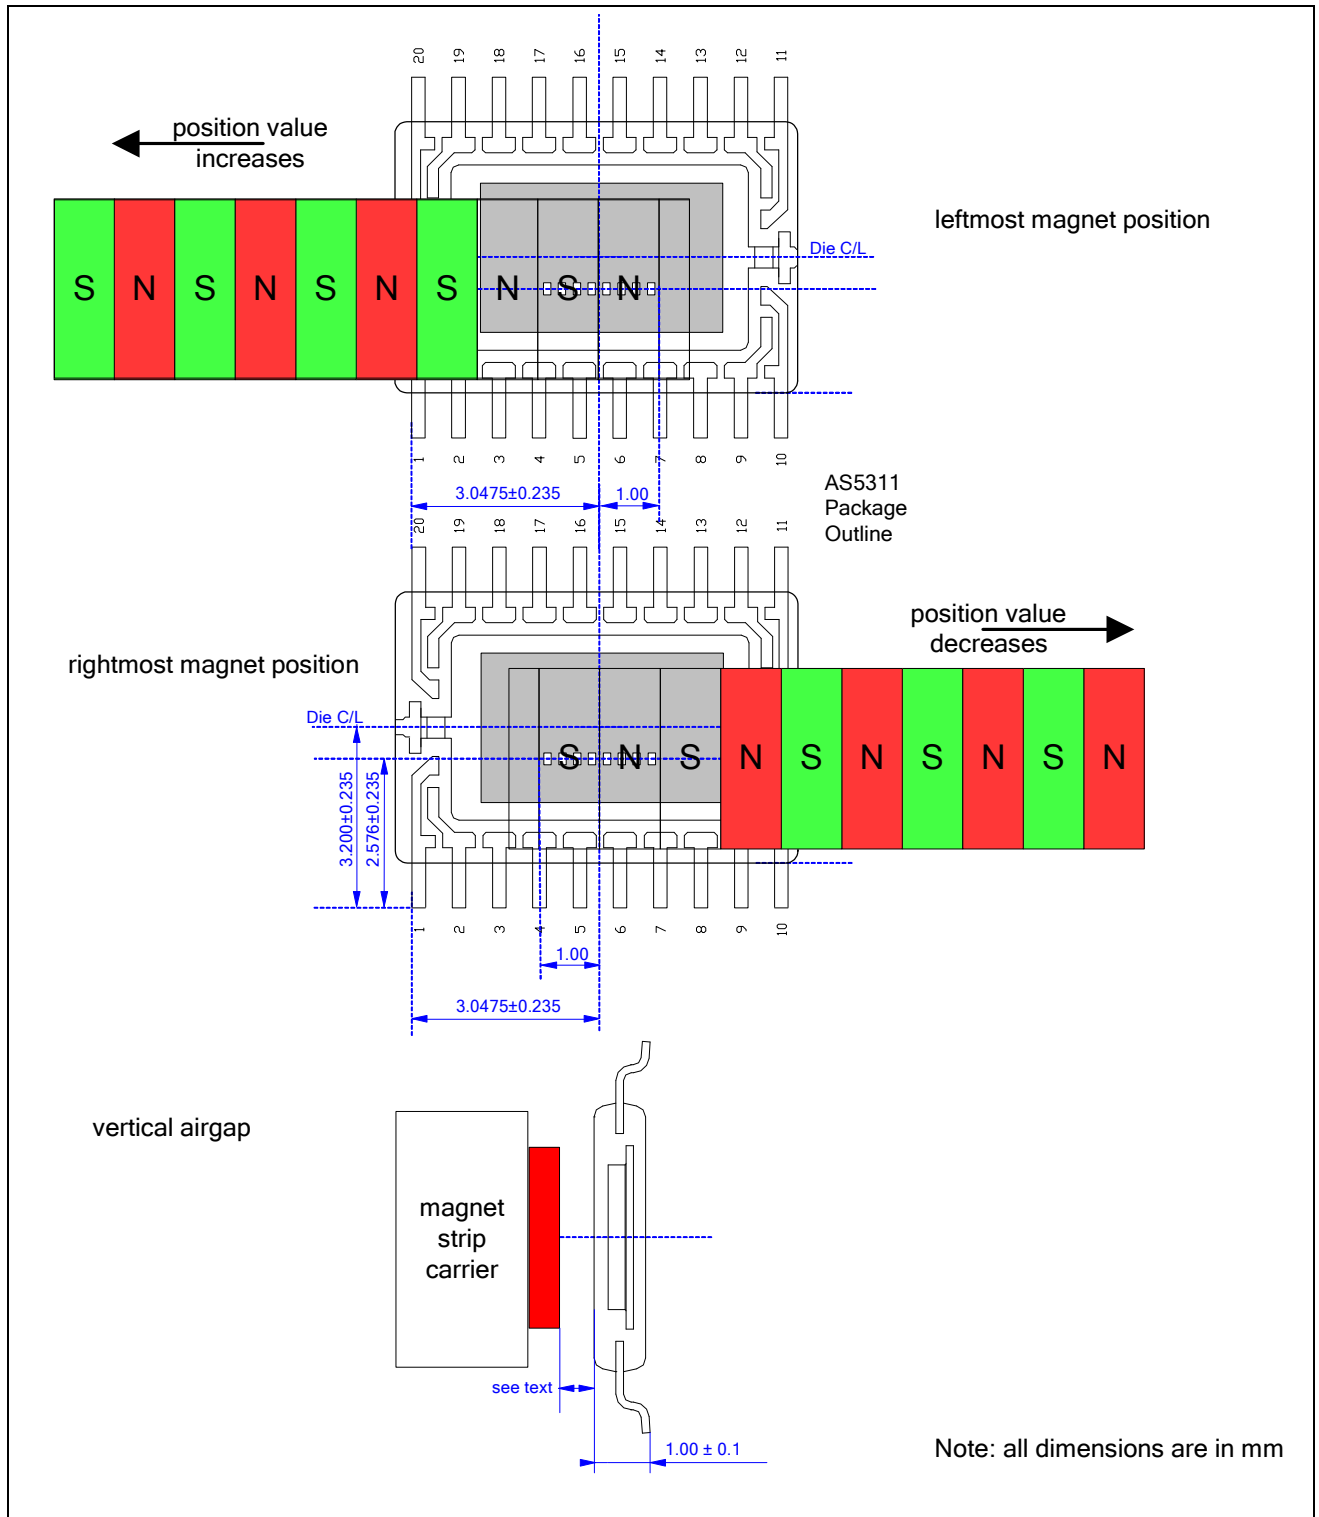 20 19 18 17 16 15 14 13 12 11
position value
increases
leftmost magnet position
Die C/L
S N S N S N S N S N
1 2 3 4 5 6 7 8 9 10
3.0475±0.235
1.00
AS5311
Package
Outline
20 19 18 17 16 15 14 13 12 11
position value
decreases
rightmost magnet position
Die C/L
S N S N S N S N S N
3.200±0.235
2.576±0.235
1 2 3 4 5 6 7 8 9 10
1.00
3.0475±0.235
vertical airgap
magnet
strip
carrier
see text
1.00 ± 0.1
Note: all dimensions are in mm